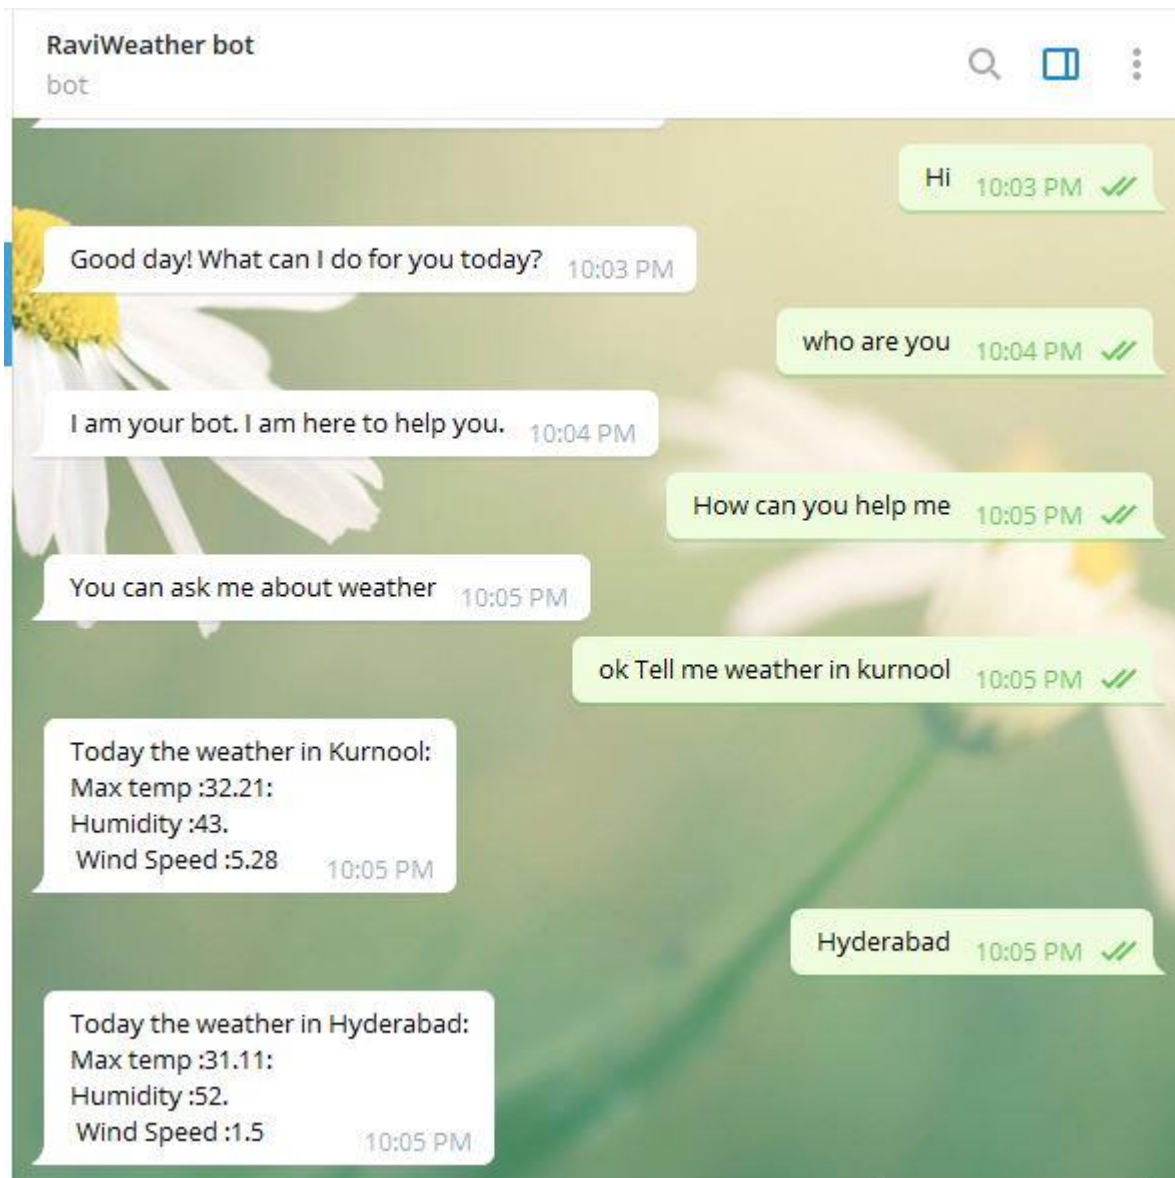 RaviWeather bot
bot
Hi 10:03 PM
Good day! What can I do for you today? 10:03 PM
who are you 10:04 PM
I am your bot. I am here to help you. 10:04 PM
How can you help me 10:05 PM
You can ask me about weather 10:05 PM
ok Tell me weather in kurnool 10:05 PM
Today the weather in Kurnool:
Max temp :32.21:
Humidity :43.
Wind Speed :5.28 10:05 PM
Hyderabad 10:05 PM
Today the weather in Hyderabad:
Max temp :31.11:
Humidity :52.
Wind Speed :1.5 10:05 PM